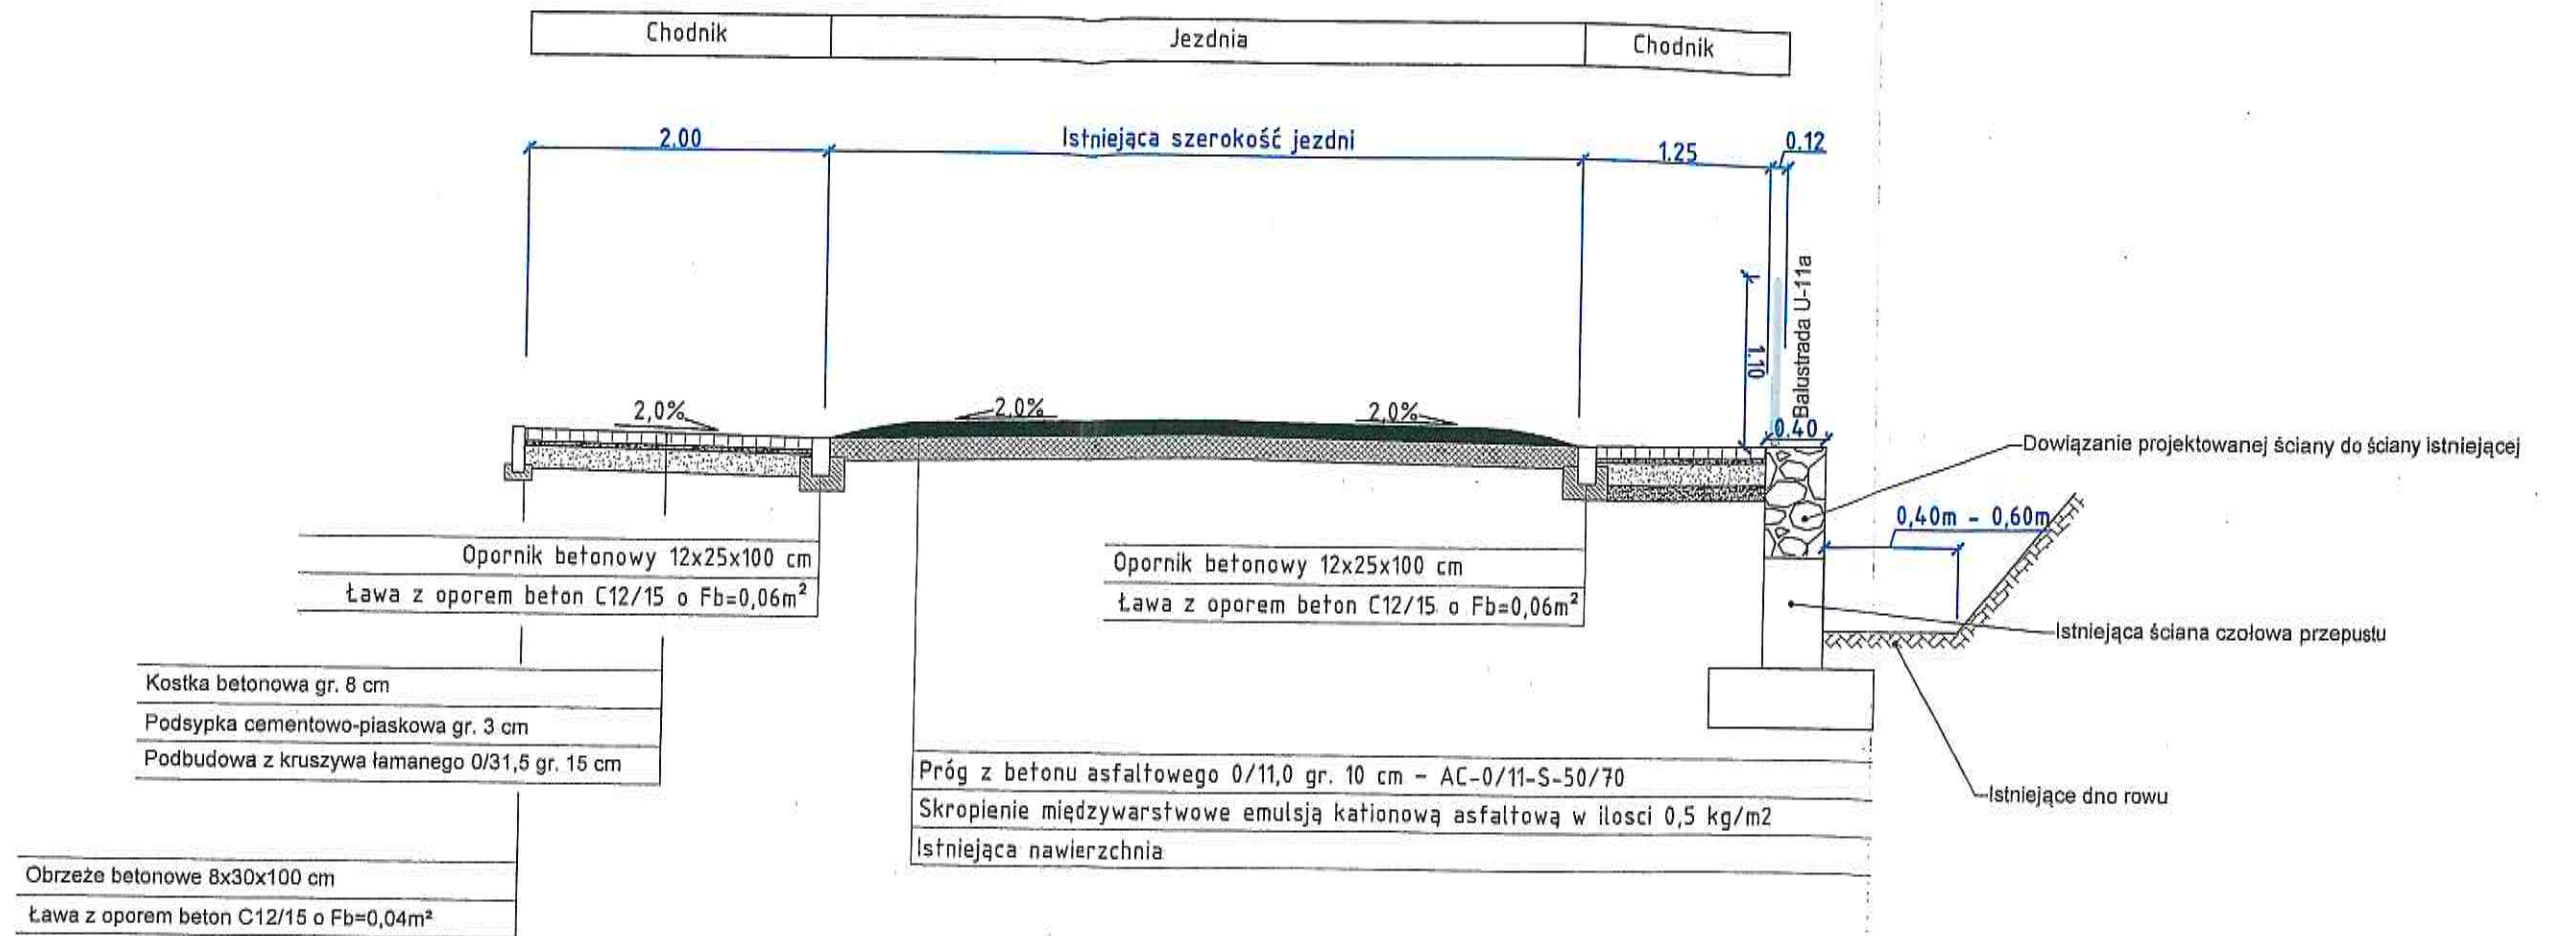 Chodnik
Jezdnia
Chodnik
2.00
Istniejąca szerokość jezdni
1.25
0.12
Balustrada U-11a
1.10
2,0%
2,0%
2,0%
0.40
Dowiązanie projektowanej ściany do ściany istniejącej
0,40m - 0,60m
Opornik betonowy 12x25x100 cm
Ława z oporem beton C12/15 o Fb=0,06m²
Opornik betonowy 12x25x100 cm
Ława z oporem beton C12/15 o Fb=0,06m²
Istniejąca ściana czołowa przepustu
Kostka betonowa gr. 8 cm
Podsypka cementowo-piaskowa gr. 3 cm
Podbudowa z kruszywa łamanego 0/31,5 gr. 15 cm
Próg z betonu asfaltowego 0/11,0 gr. 10 cm - AC-0/11-S-50/70
Skropienie międzywarstwowe emulsją kationową asfaltową w ilosci 0,5 kg/m2
Istniejąca nawierzchnia
Istniejące dno rowu
Obrzeże betonowe 8x30x100 cm
Ława z oporem beton C12/15 o Fb=0,04m²